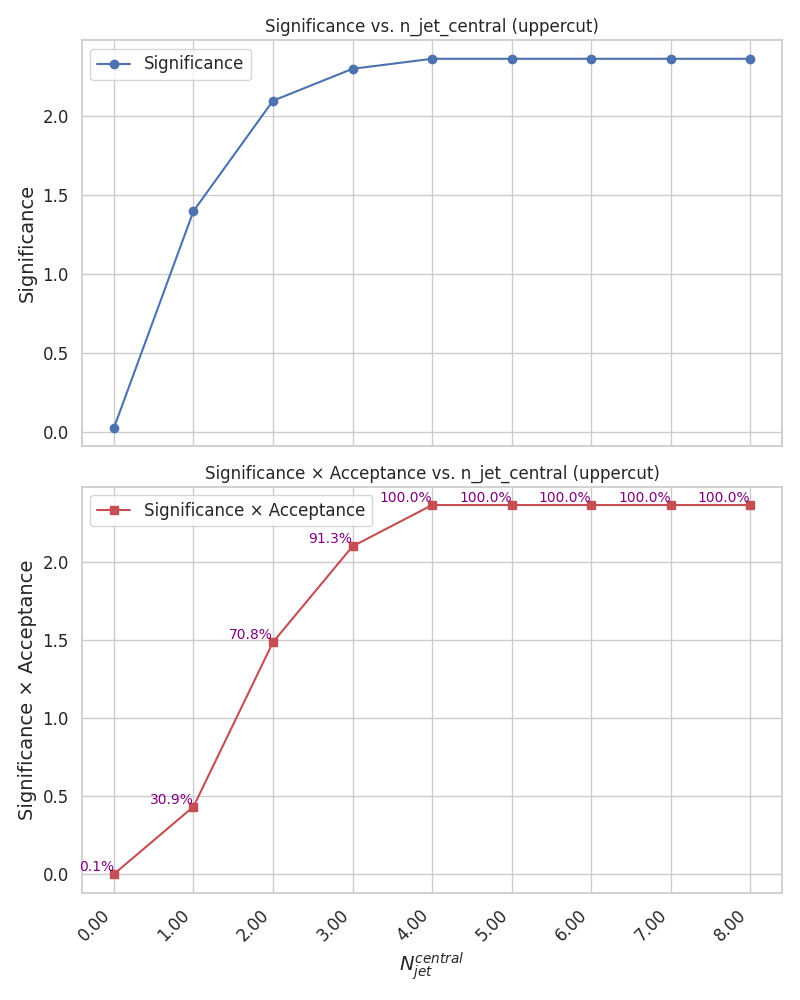 Significance vs. n_jet_central (uppercut)
Significance
2.0
1.5
1.0
0.5
0.0
Significance
Significance × Acceptance vs. n_jet_central (uppercut)
Significance × Acceptance
100.0% 100.0% 100.0% 100.0% 100.0%
91.3%
70.8%
30.9%
0.1%
2.0
1.5
1.0
0.5
0.0
Significance × Acceptance
0.00 1.00 2.00 3.00 4.00 5.00 6.00 7.00 8.00
$N_{jet}^{central}$